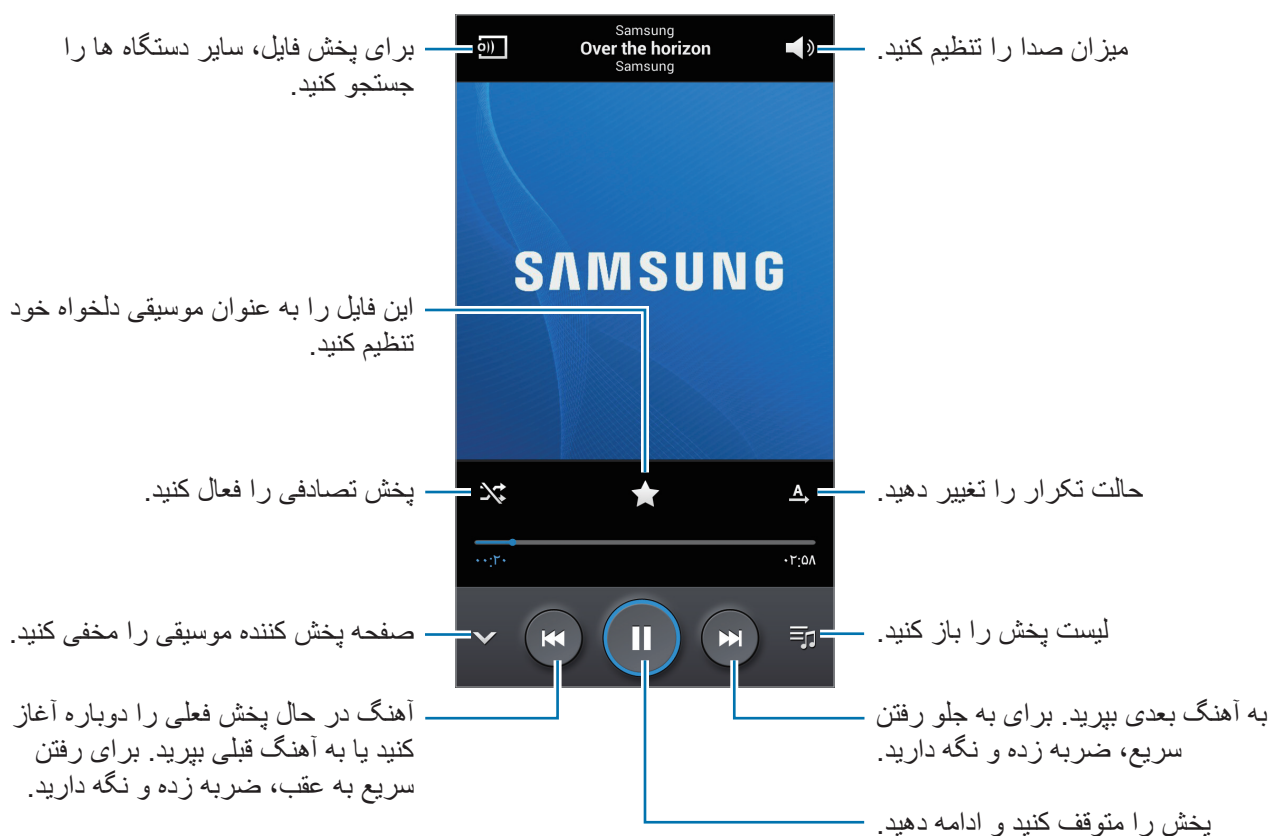 Samsung
Over the horizon
Samsung
میزان صدا را تنظیم کنید.
برای پخش فایل، سایر دستگاه ها را
جستجو کنید.
SAMSUNG
این فایل را به عنوان موسیقی دلخواه خود
تنظیم کنید.
حالت تکرار را تغییر دهید.
A
پخش تصادفی را فعال کنید.
۰۰:۲۰
۰۲:۵۸
لیست پخش را باز کنید.
صفحه پخش کننده موسیقی را مخفی کنید.
به آهنگ بعدی بپرید. برای به جلو رفتن
سریع، ضربه زده و نگه دارید.
آهنگ در حال پخش فعلی را دوباره آغاز
کنید یا به آهنگ قبلی بپرید. برای رفتن
سریع به عقب، ضربه زده و نگه دارید.
پخش را متوقف کنید و ادامه دهید.